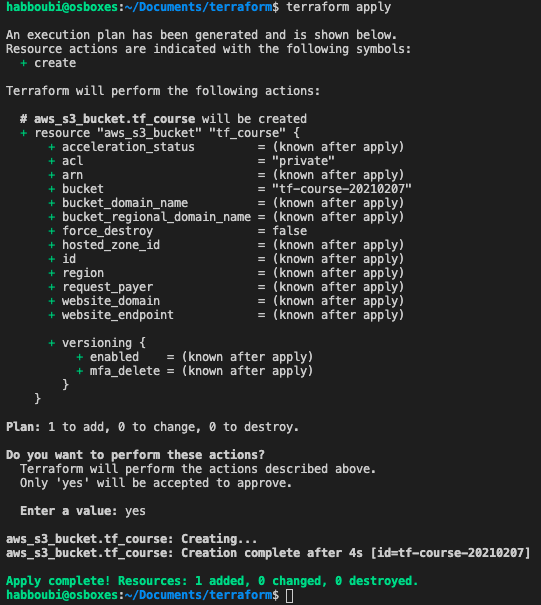 habboubi@osboxes:~/Documents/terraform$ terraform apply
An execution plan has been generated and is shown below.
Resource actions are indicated with the following symbols:
  + create
Terraform will perform the following actions:
  # aws_s3_bucket.tf_course will be created
  + resource "aws_s3_bucket" "tf_course" {
      + acceleration_status         = (known after apply)
      + acl                         = "private"
      + arn                         = (known after apply)
      + bucket                      = "tf-course-20210207"
      + bucket_domain_name          = (known after apply)
      + bucket_regional_domain_name = (known after apply)
      + force_destroy               = false
      + hosted_zone_id              = (known after apply)
      + id                          = (known after apply)
      + region                      = (known after apply)
      + request_payer               = (known after apply)
      + website_domain              = (known after apply)
      + website_endpoint            = (known after apply)
      + versioning {
          + enabled    = (known after apply)
          + mfa_delete = (known after apply)
        }
    }
Plan: 1 to add, 0 to change, 0 to destroy.
Do you want to perform these actions?
  Terraform will perform the actions described above.
  Only 'yes' will be accepted to approve.
  Enter a value: yes
aws_s3_bucket.tf_course: Creating...
aws_s3_bucket.tf_course: Creation complete after 4s [id=tf-course-20210207]
Apply complete! Resources: 1 added, 0 changed, 0 destroyed.
habboubi@osboxes:~/Documents/terraform$